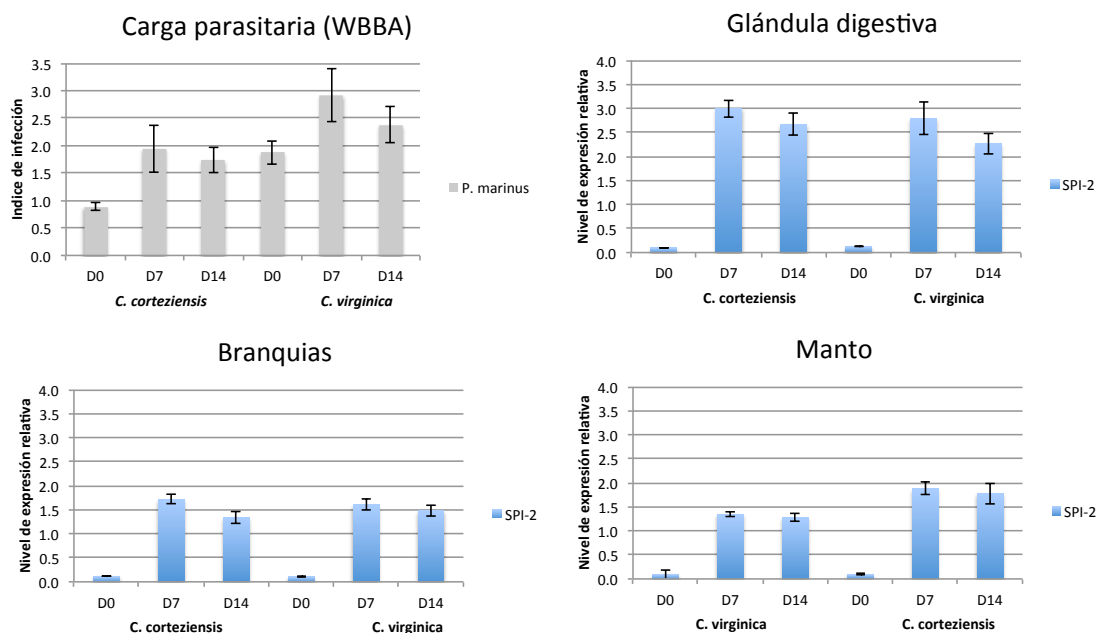 Carga parasitaria (WBBA)
Indice de infección
3.5
3.0
2.5
2.0
1.5
1.0
0.5
0.0
D0 D7 D14 D0 D7 D14
C. corteziensis C. virginica
P. marinus
Glándula digestiva
Nivel de expresión relativa
4.0
3.5
3.0
2.5
2.0
1.5
1.0
0.5
0.0
D0 D7 D14 D0 D7 D14
C. corteziensis C. virginica
SPI-2
Branquias
Nivel de expresión relativa
4.0
3.5
3.0
2.5
2.0
1.5
1.0
0.5
0.0
D0 D7 D14 D0 D7 D14
C. corteziensis C. virginica
SPI-2
Manto
Nivel de expresión relativa
4.0
3.5
3.0
2.5
2.0
1.5
1.0
0.5
0.0
D0 D7 D14 D0 D7 D14
C. virginica C. corteziensis
SPI-2